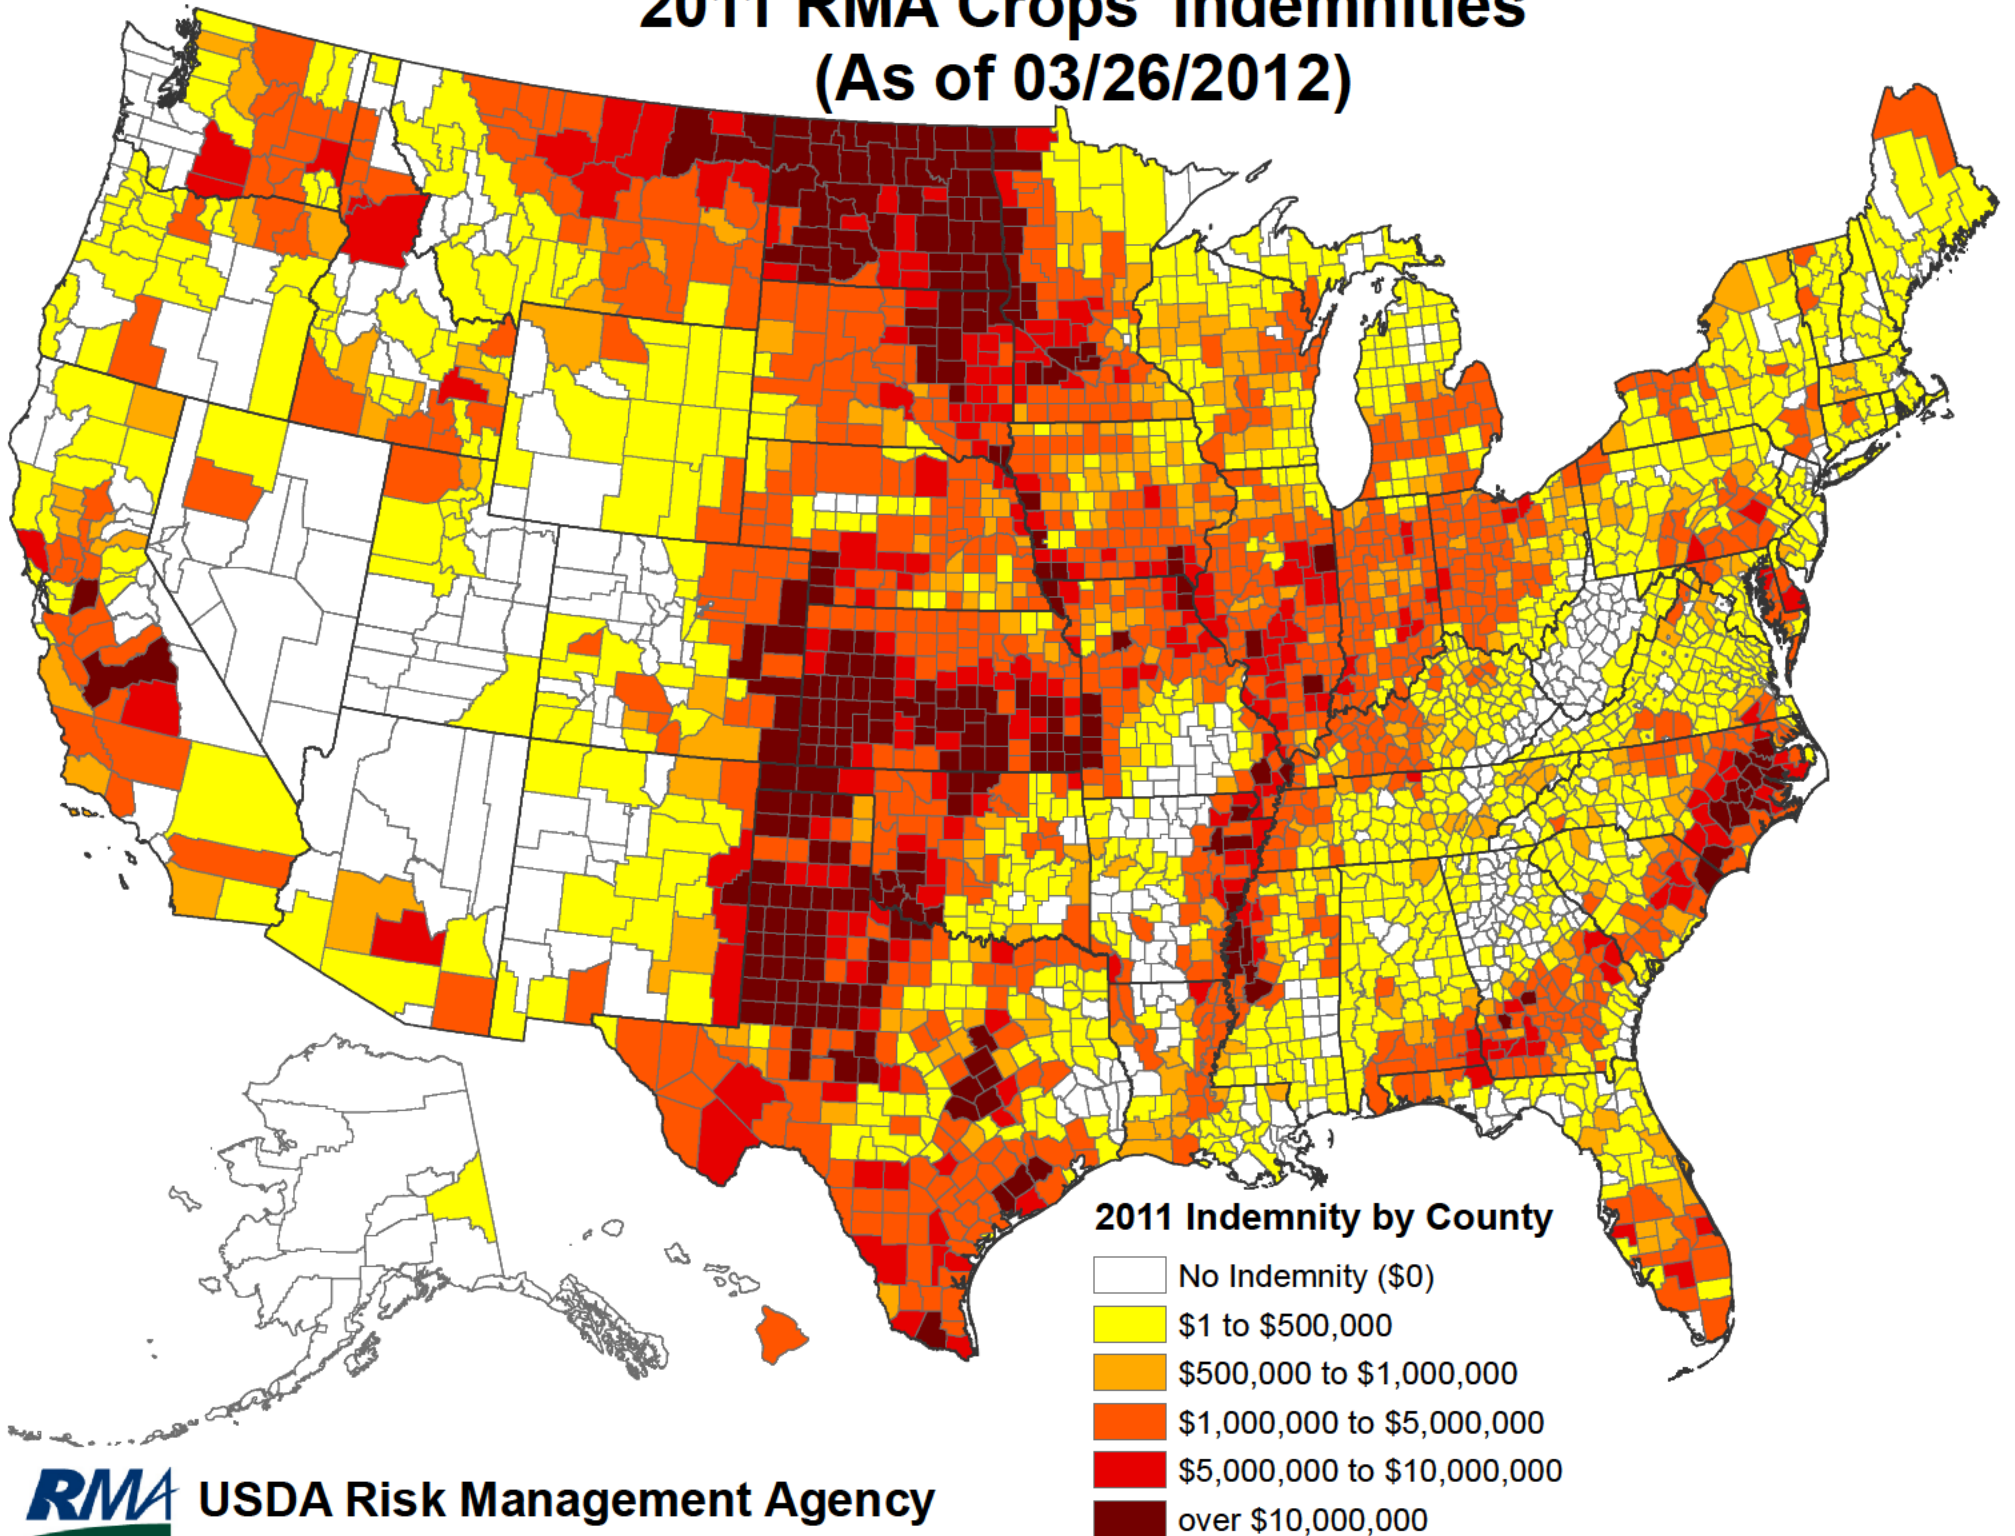 2011 RMA Crops' Indemnities
(As of 03/26/2012)
2011 Indemnity by County
No Indemnity ($0)
$1 to $500,000
$500,000 to $1,000,000
$1,000,000 to $5,000,000
$5,000,000 to $10,000,000
over $10,000,000
RMA USDA Risk Management Agency